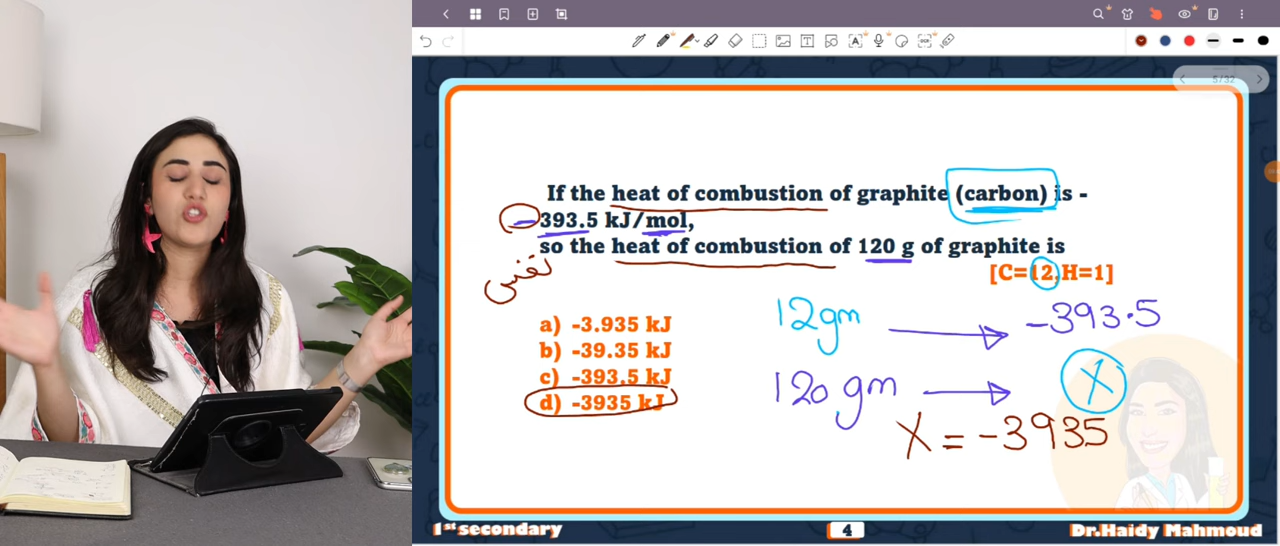 5/32
If the heat of combustion of graphite (carbon) is -
393.5 kJ/mol,
so the heat of combustion of 120 g of graphite is
[C=12,H=1]
a) -3.935 kJ
b) -39.35 kJ
c) -393.5 kJ
d) -3935 kJ
12gm -393.5
120 gm X
X = -3935
1st secondary
4
Dr.Haidy Mahmoud